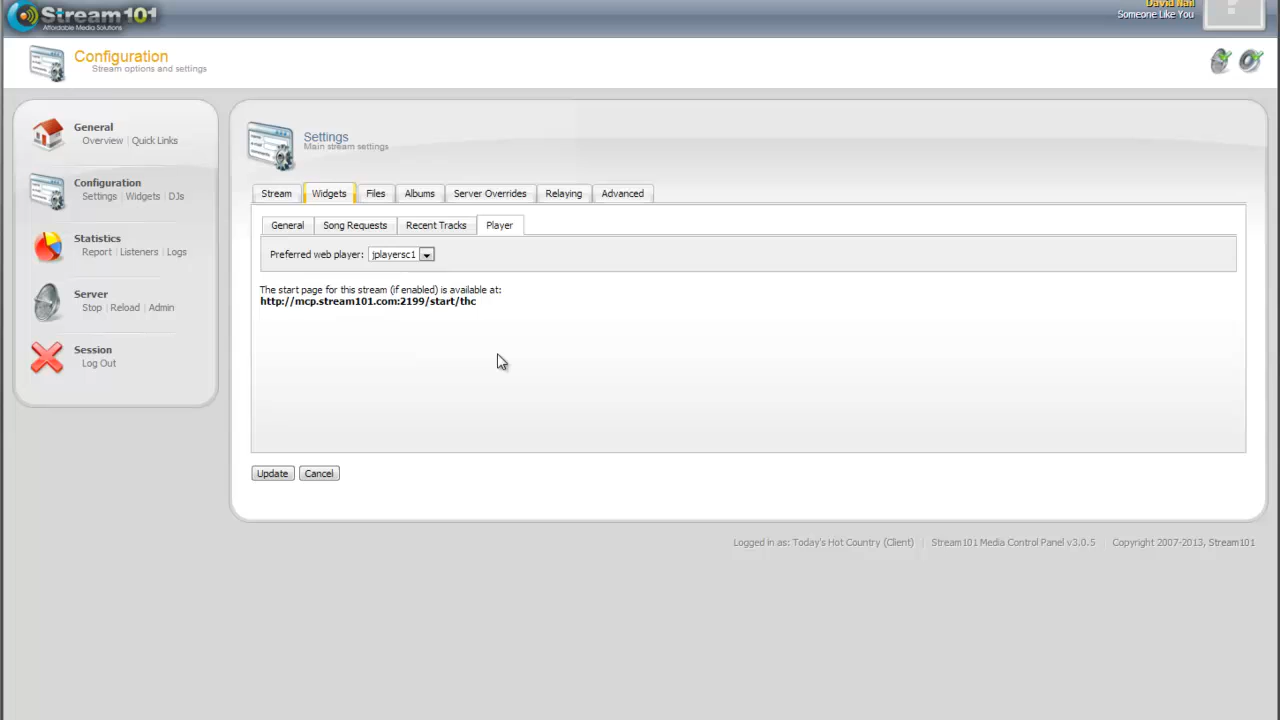 Stream101
Affordable Media Solutions
David Nail
Someone Like You
Configuration
Stream options and settings
General
Overview | Quick Links
Configuration
Settings | Widgets | DJs
Statistics
Report | Listeners | Logs
Server
Stop | Reload | Admin
Session
Log Out
Settings
Main stream settings
Stream Widgets Files Albums Server Overrides Relaying Advanced
General Song Requests Recent Tracks Player
Preferred web player: jplayersc1
The start page for this stream (if enabled) is available at:
http://mcp.stream101.com:2199/start/thc
Update Cancel
Logged in as: Today's Hot Country (Client) | Stream101 Media Control Panel v3.0.5 | Copyright 2007-2013, Stream101